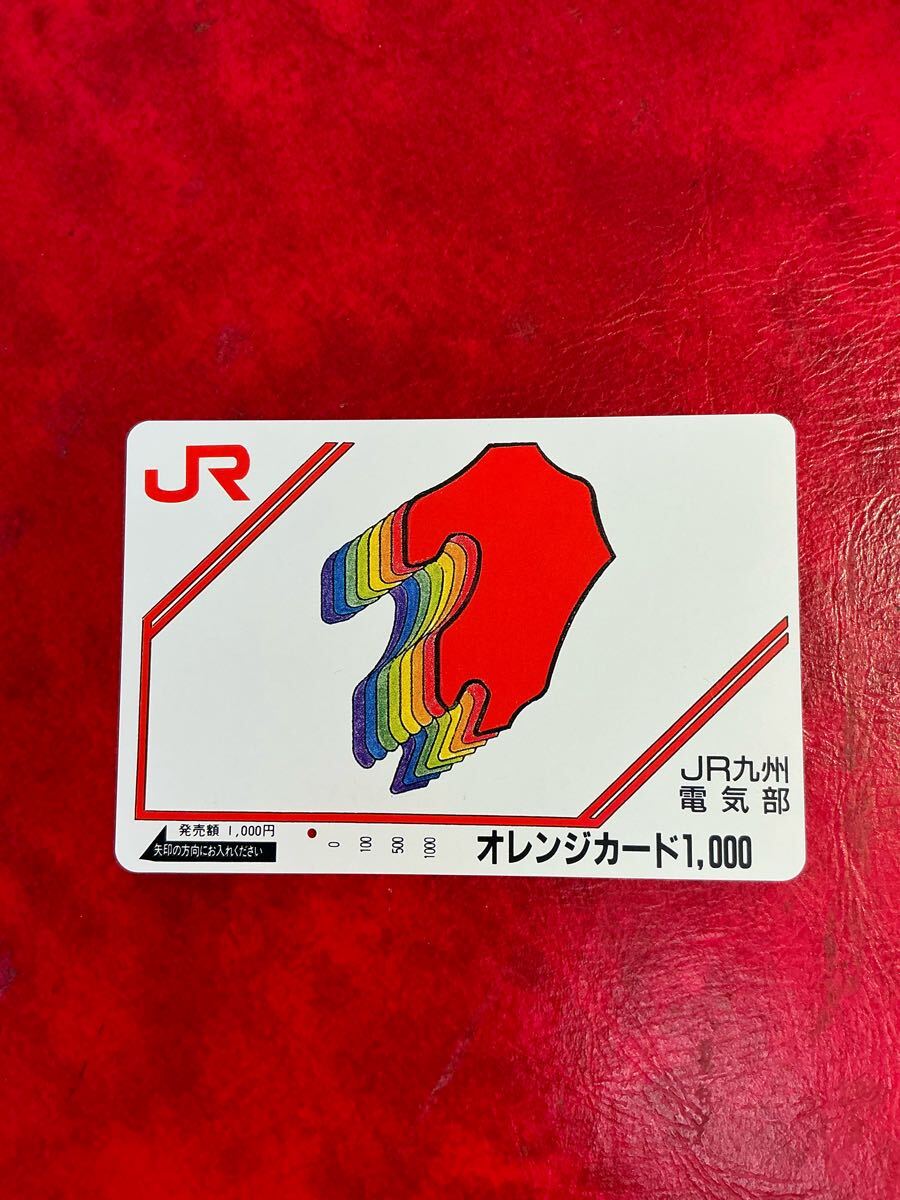 JR
JR九州
電気部
発売額 1,000円
矢印の方向にお入れください
0 100 500 1000
オレンジカード1,000